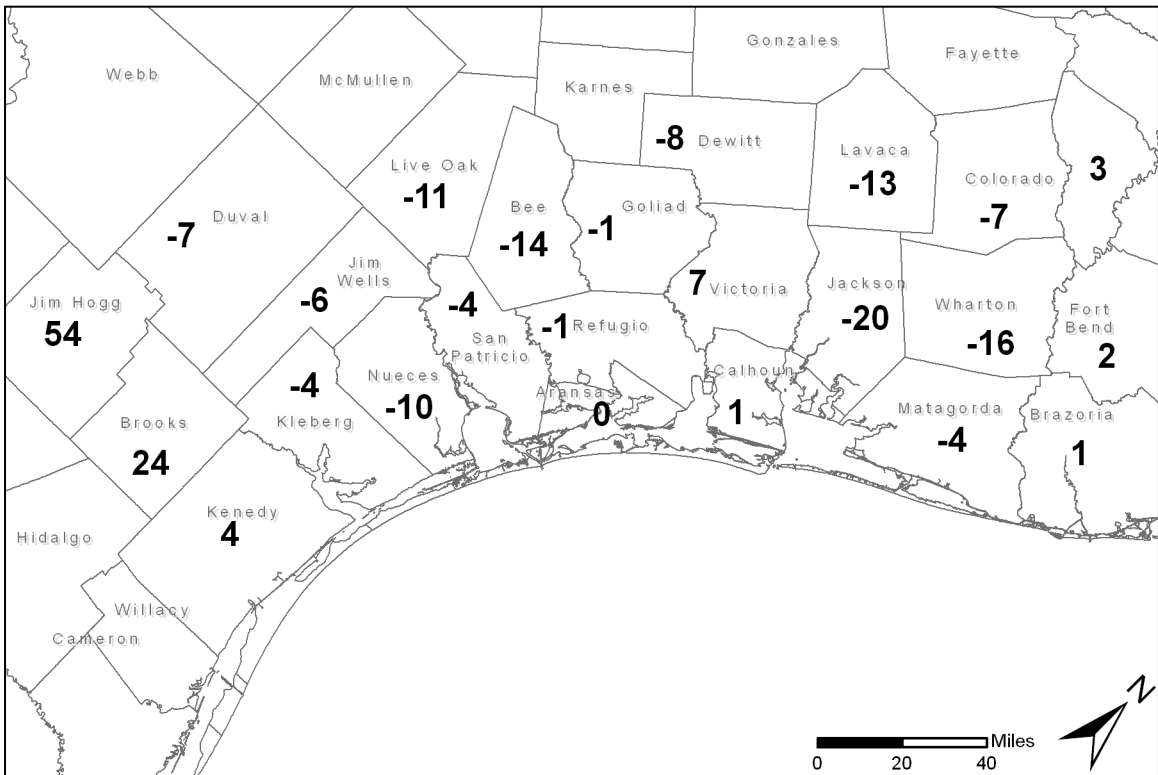 Gonzales
Fayette
Webb
McMullen
Karnes
-8
Dewitt
Lavaca
-13
Live Oak
-11
3
Colorado
-7
Bee
-14
Goliad
-1
Duval
-7
Jim
Wells
-6
-4
San
Patricio
7
Victoria
Jackson
-20
Wharton
-16
Fort
Bend
2
Jim Hogg
54
-1
Refugio
Nueces
-10
-4
Kleberg
Aransas
0
Calhoun
1
Matagorda
-4
Brazoria
1
Brooks
24
Kenedy
4
Hidalgo
Willacy
Cameron
N
Miles
0 20 40